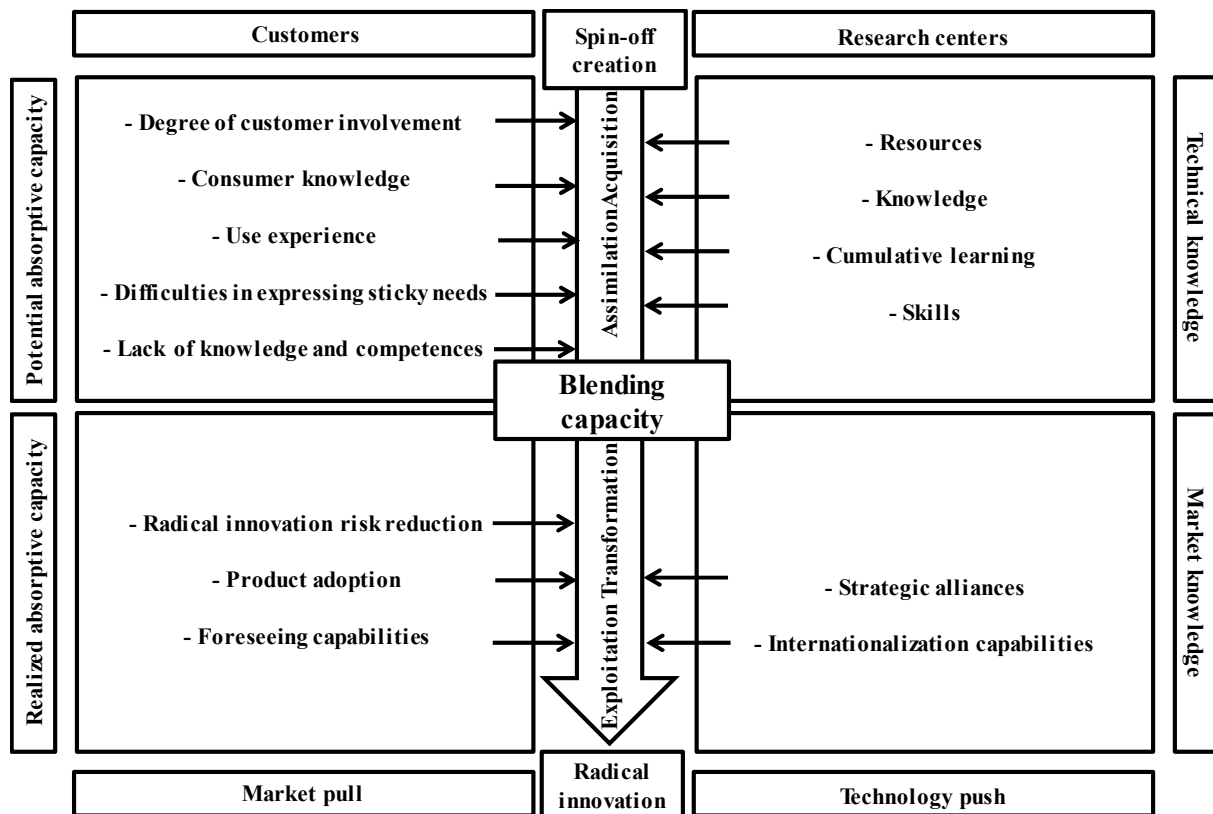 Customers
Spin-off
creation
Research centers
Potential absorptive capacity
- Degree of customer involvement
- Consumer knowledge
- Use experience
- Difficulties in expressing sticky needs
- Lack of knowledge and competences
Acquisition
Assimilation
- Resources
- Knowledge
- Cumulative learning
- Skills
Technical knowledge
Blending
capacity
Realized absorptive capacity
- Radical innovation risk reduction
- Product adoption
- Foreseeing capabilities
Transformation
Exploitation
- Strategic alliances
- Internationalization capabilities
Market knowledge
Market pull
Radical
innovation
Technology push